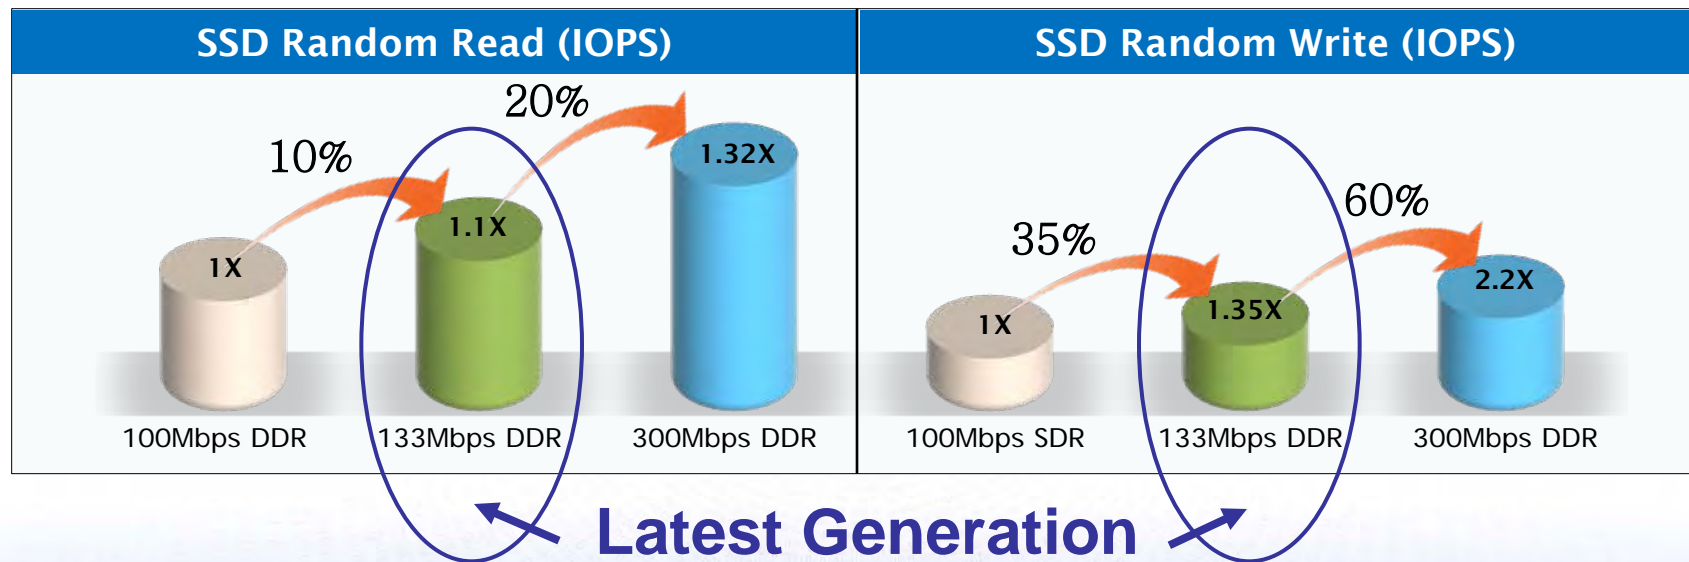 SSD Random Read (IOPS)
20%
10%
1.32X
1.1X
1X
100Mbps DDR 133Mbps DDR 300Mbps DDR
SSD Random Write (IOPS)
60%
35%
2.2X
1.35X
1X
100Mbps SDR 133Mbps DDR 300Mbps DDR
Latest Generation